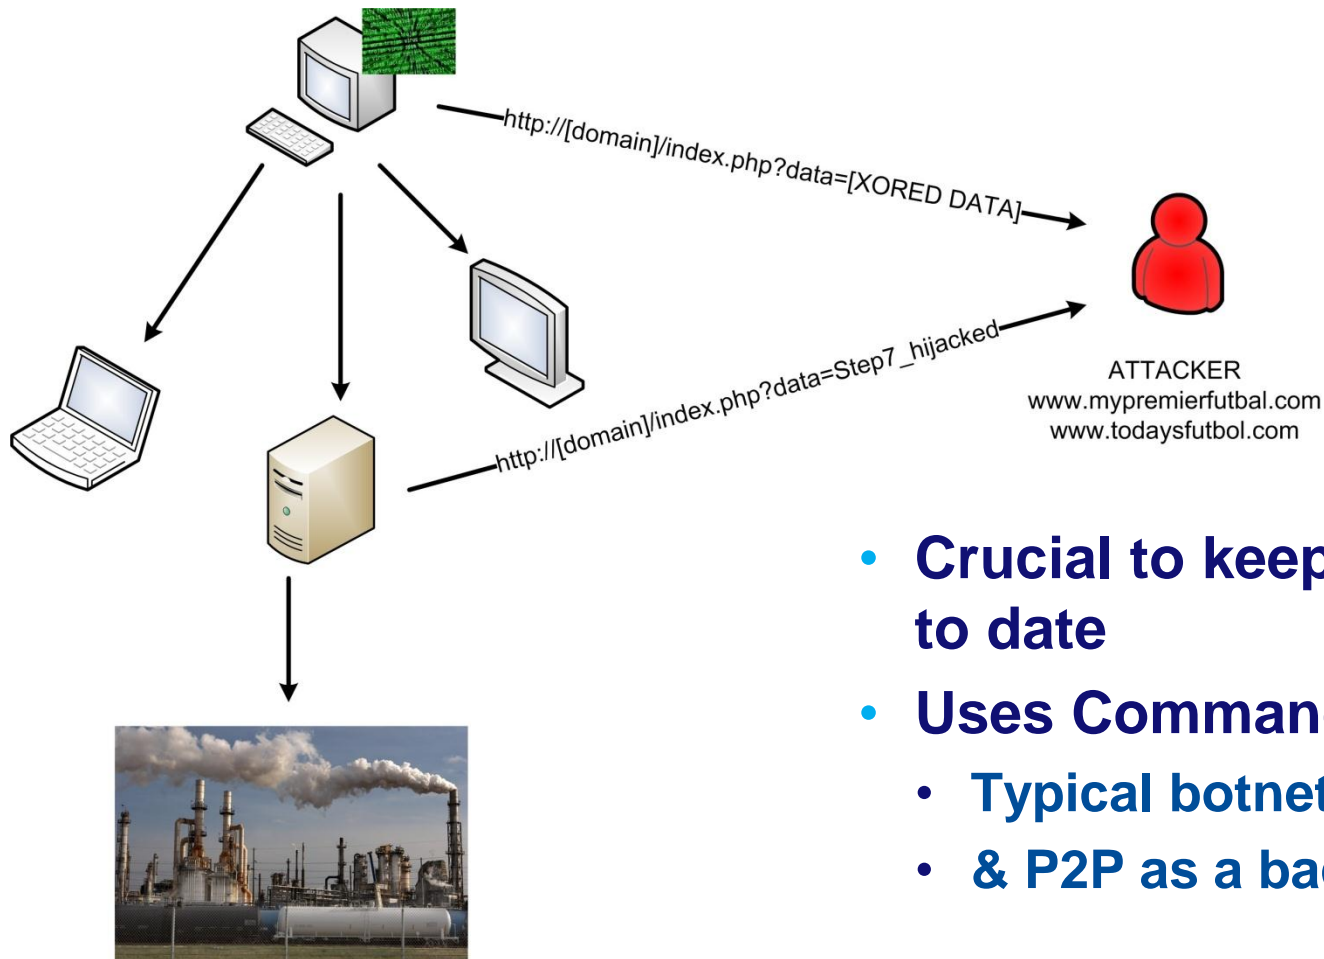 http://[domain]/index.php?data=[XORED DATA]
http://[domain]/index.php?data=Step7_hijacked
ATTACKER
www.mypremierfutbal.com
www.todaysfutbol.com
• Crucial to keep
to date
• Uses Comman
• Typical botnet
• & P2P as a ba